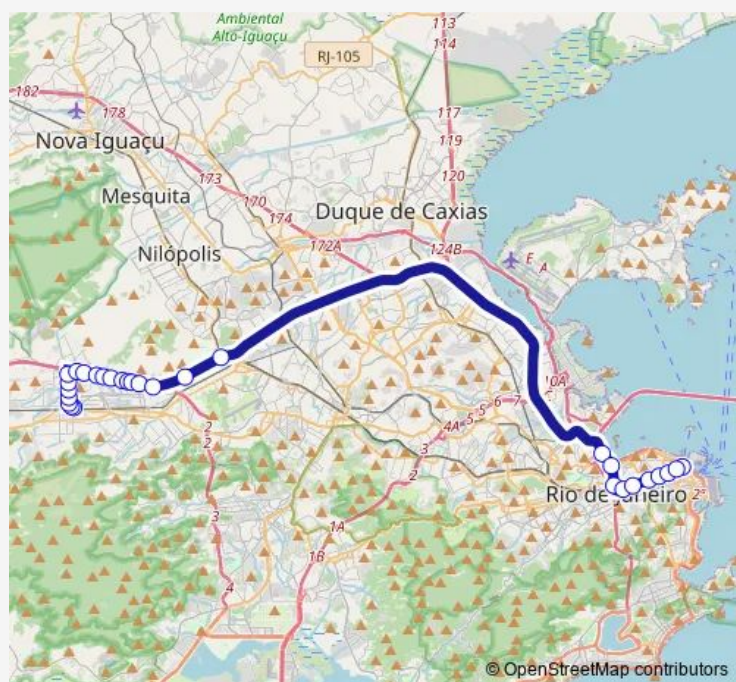 Ambiental
Alto-Iguaçu
RJ-105
113
114
182
178
117
Nova Iguaçu
119
173
120
Mesquita
170
174
Duque de Caxias
172A
124B
Nilópolis
E
A
10A
7
6
5
5
4A
3
2
2
2
Rio de Janeiro
2
3
1A
1B
4
© OpenStreetMap contributors